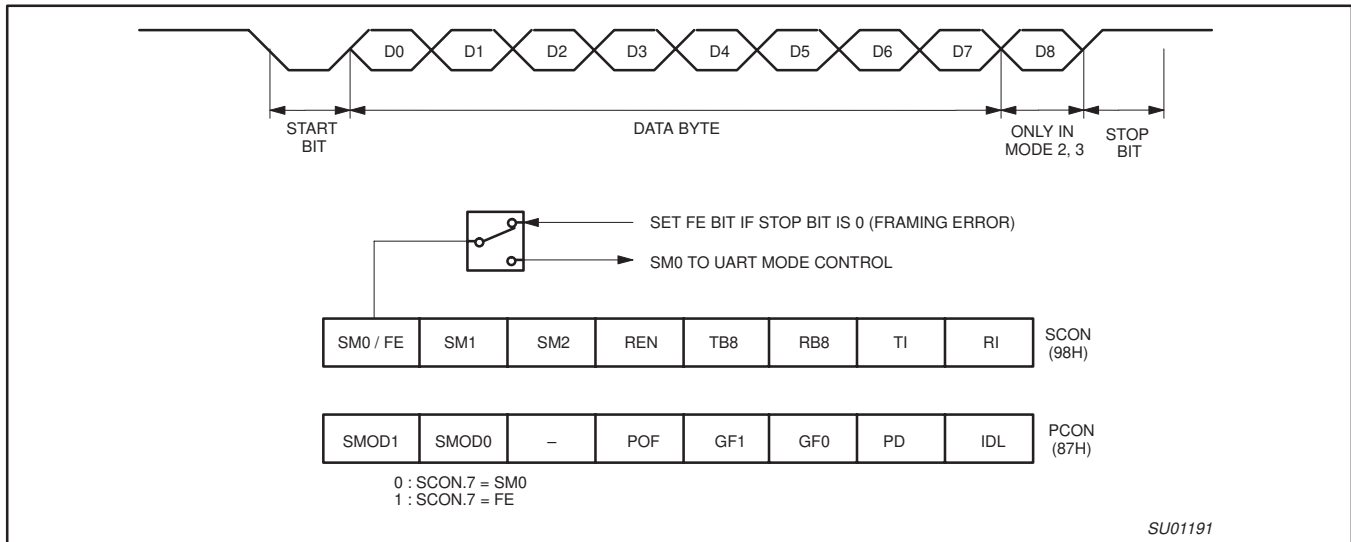 D0 D1 D2 D3 D4 D5 D6 D7 D8
START
BIT
DATA BYTE
ONLY IN
MODE 2, 3
STOP
BIT
SET FE BIT IF STOP BIT IS 0 (FRAMING ERROR)
SM0 TO UART MODE CONTROL
SM0 / FE SM1 SM2 REN TB8 RB8 TI RI
SCON
(98H)
SMOD1 SMOD0 – POF GF1 GF0 PD IDL
PCON
(87H)
0 : SCON.7 = SM0
1 : SCON.7 = FE
SU01191